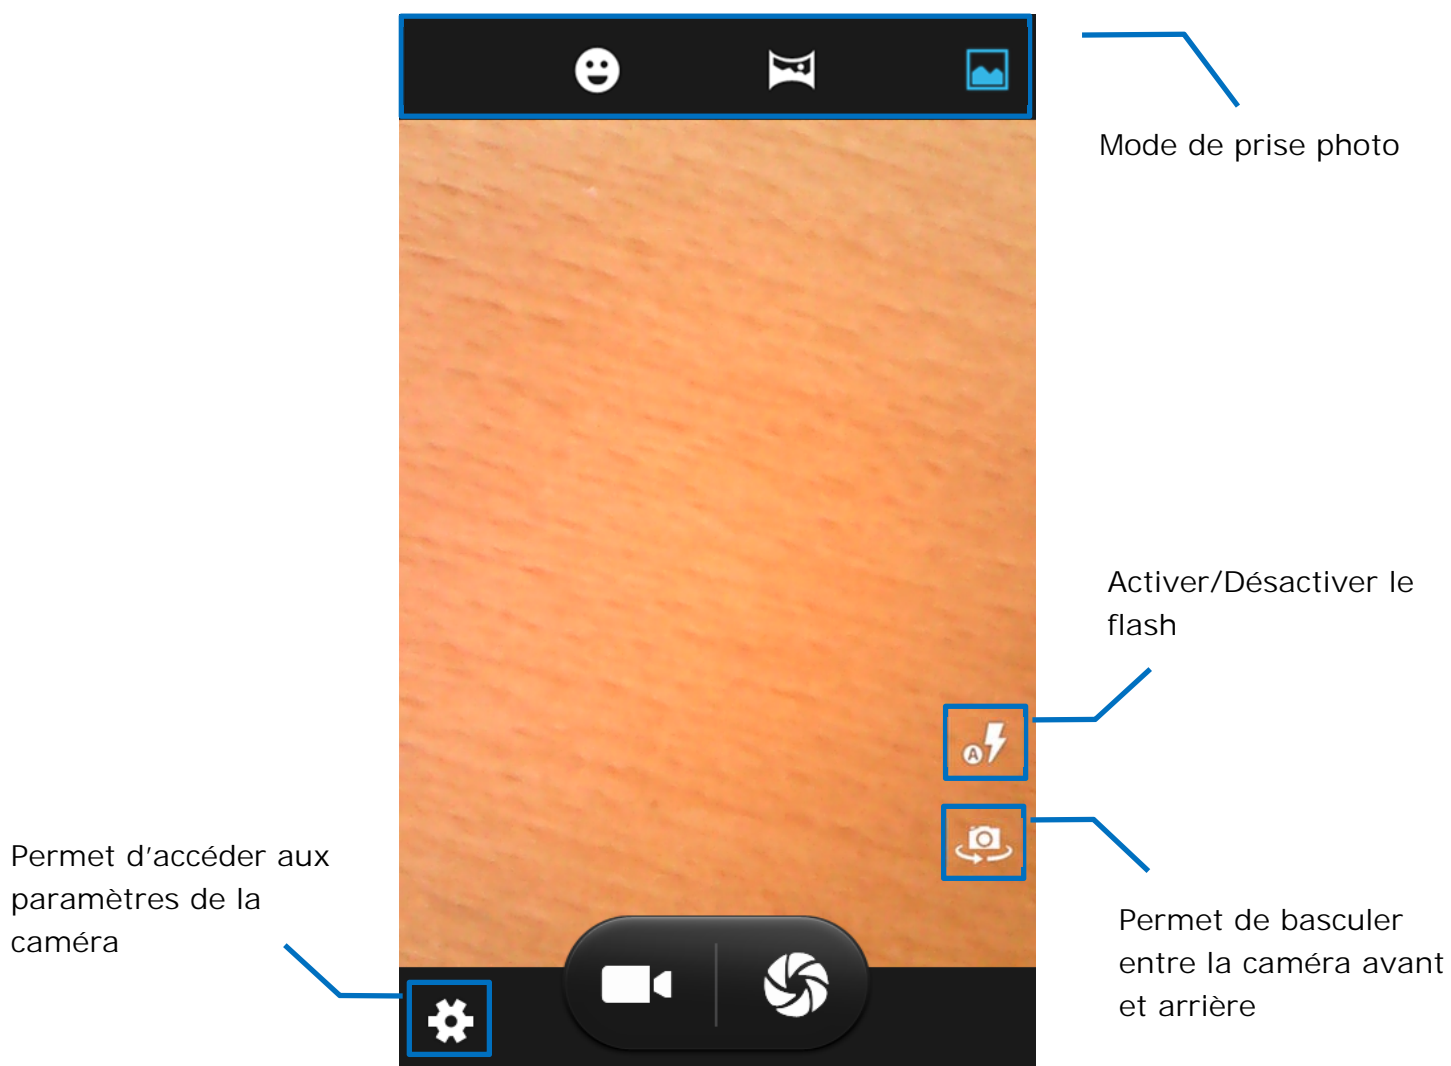 Mode de prise photo
Activer/Désactiver le
flash
A
Permet d'accéder aux
paramètres de la
caméra
Permet de basculer
entre la caméra avant
et arrière